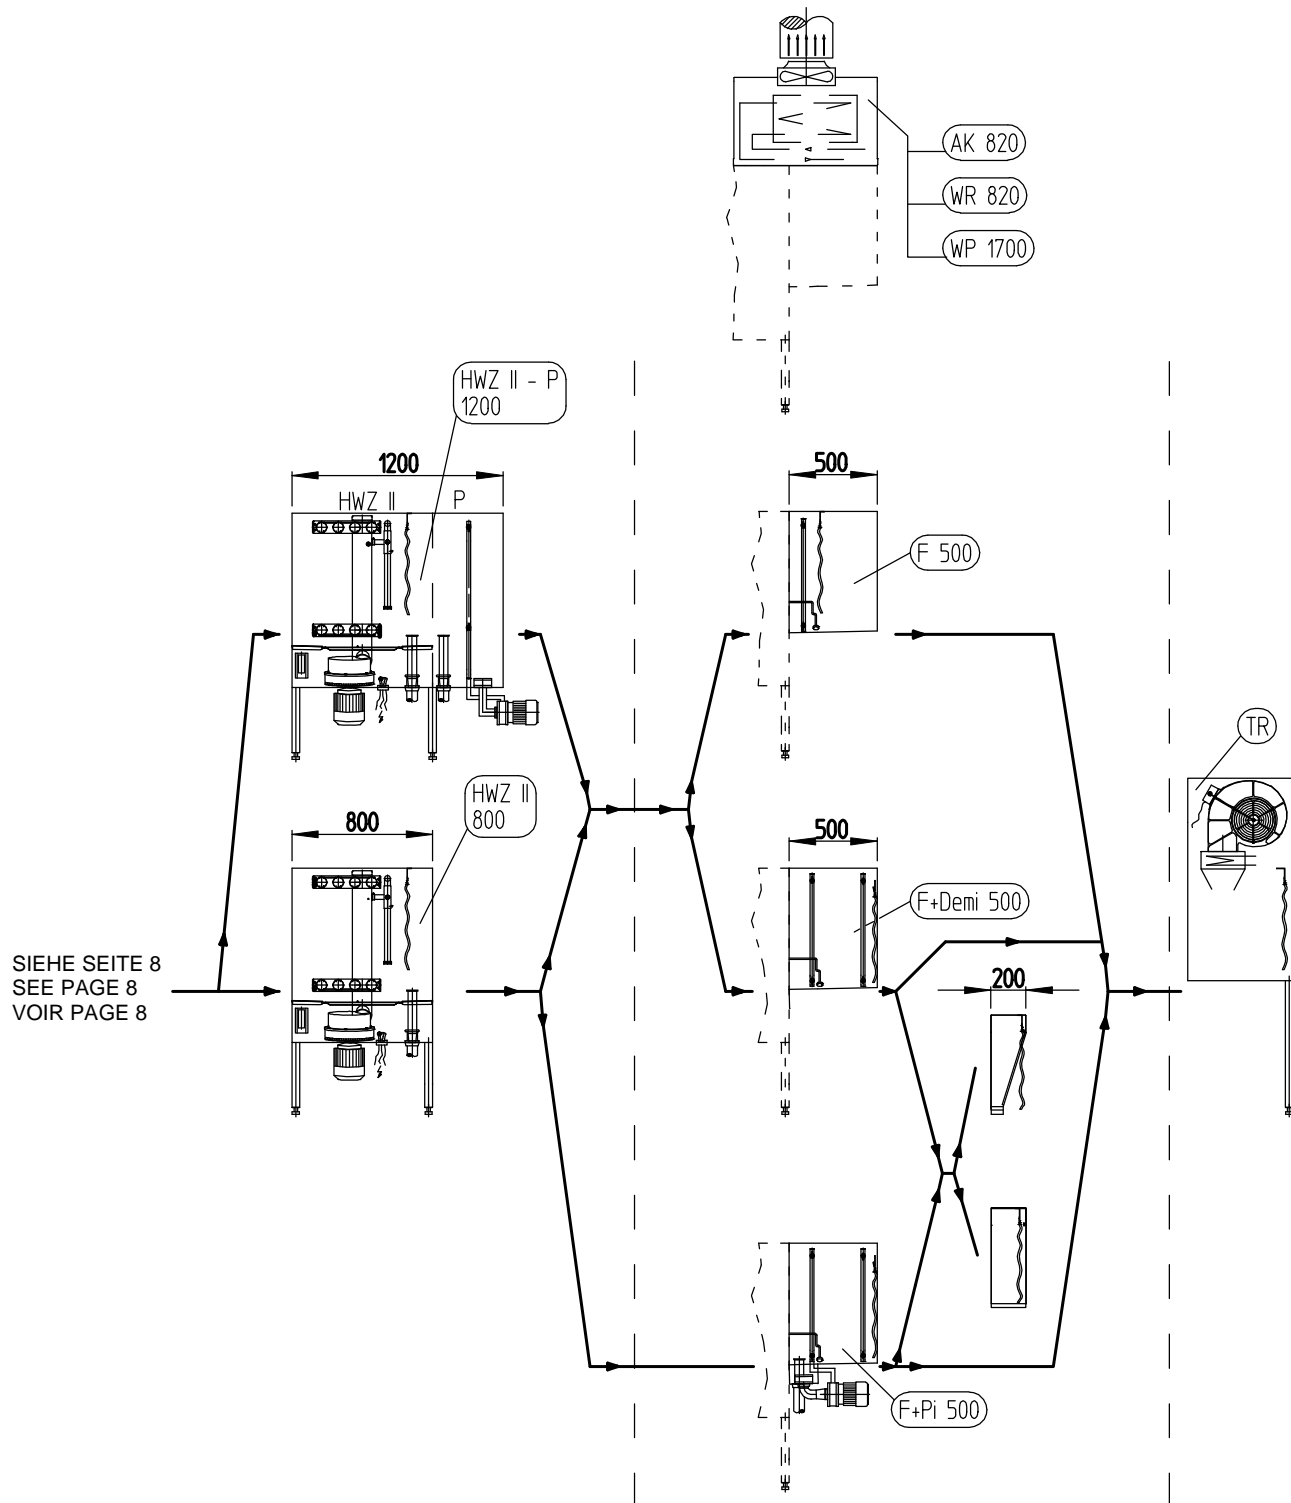 AK 820
WR 820
WP 1700
HWZ II - P
1200
1200
HWZ II
P
500
F 500
TR
HWZ II
800
800
500
F+Demi 500
SIEHE SEITE 8
SEE PAGE 8
VOIR PAGE 8
200
F+Pi 500